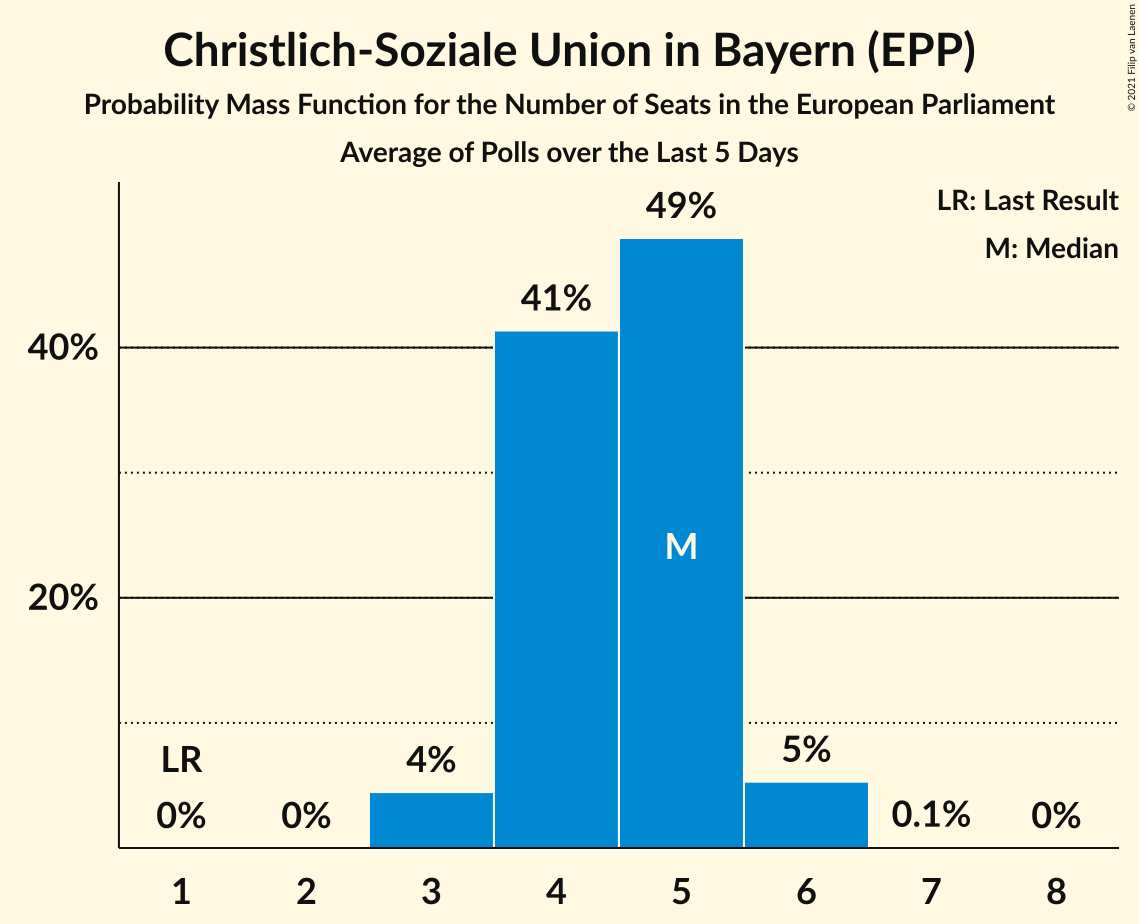 Christlich-Soziale Union in Bayern (EPP)
Probability Mass Function for the Number of Seats in the European Parliament
Average of Polls over the Last 5 Days
© 2021 Filip van Laenen
LR: Last Result
M: Median
49%
41%
40%
M
20%
LR
4%
5%
0%
0%
0.1%
0%
1 2 3 4 5 6 7 8